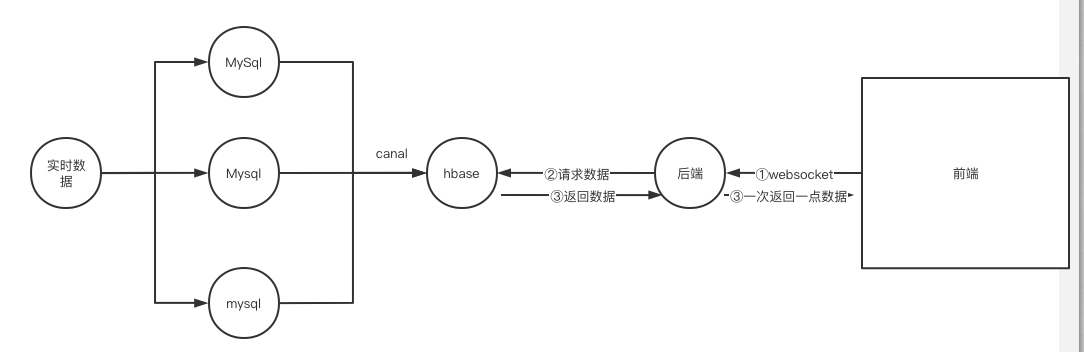 MySql
实时数
据
Mysql
canal
hbase
②请求数据
③返回数据
后端
①websocket
③一次返回一点数据
前端
mysql